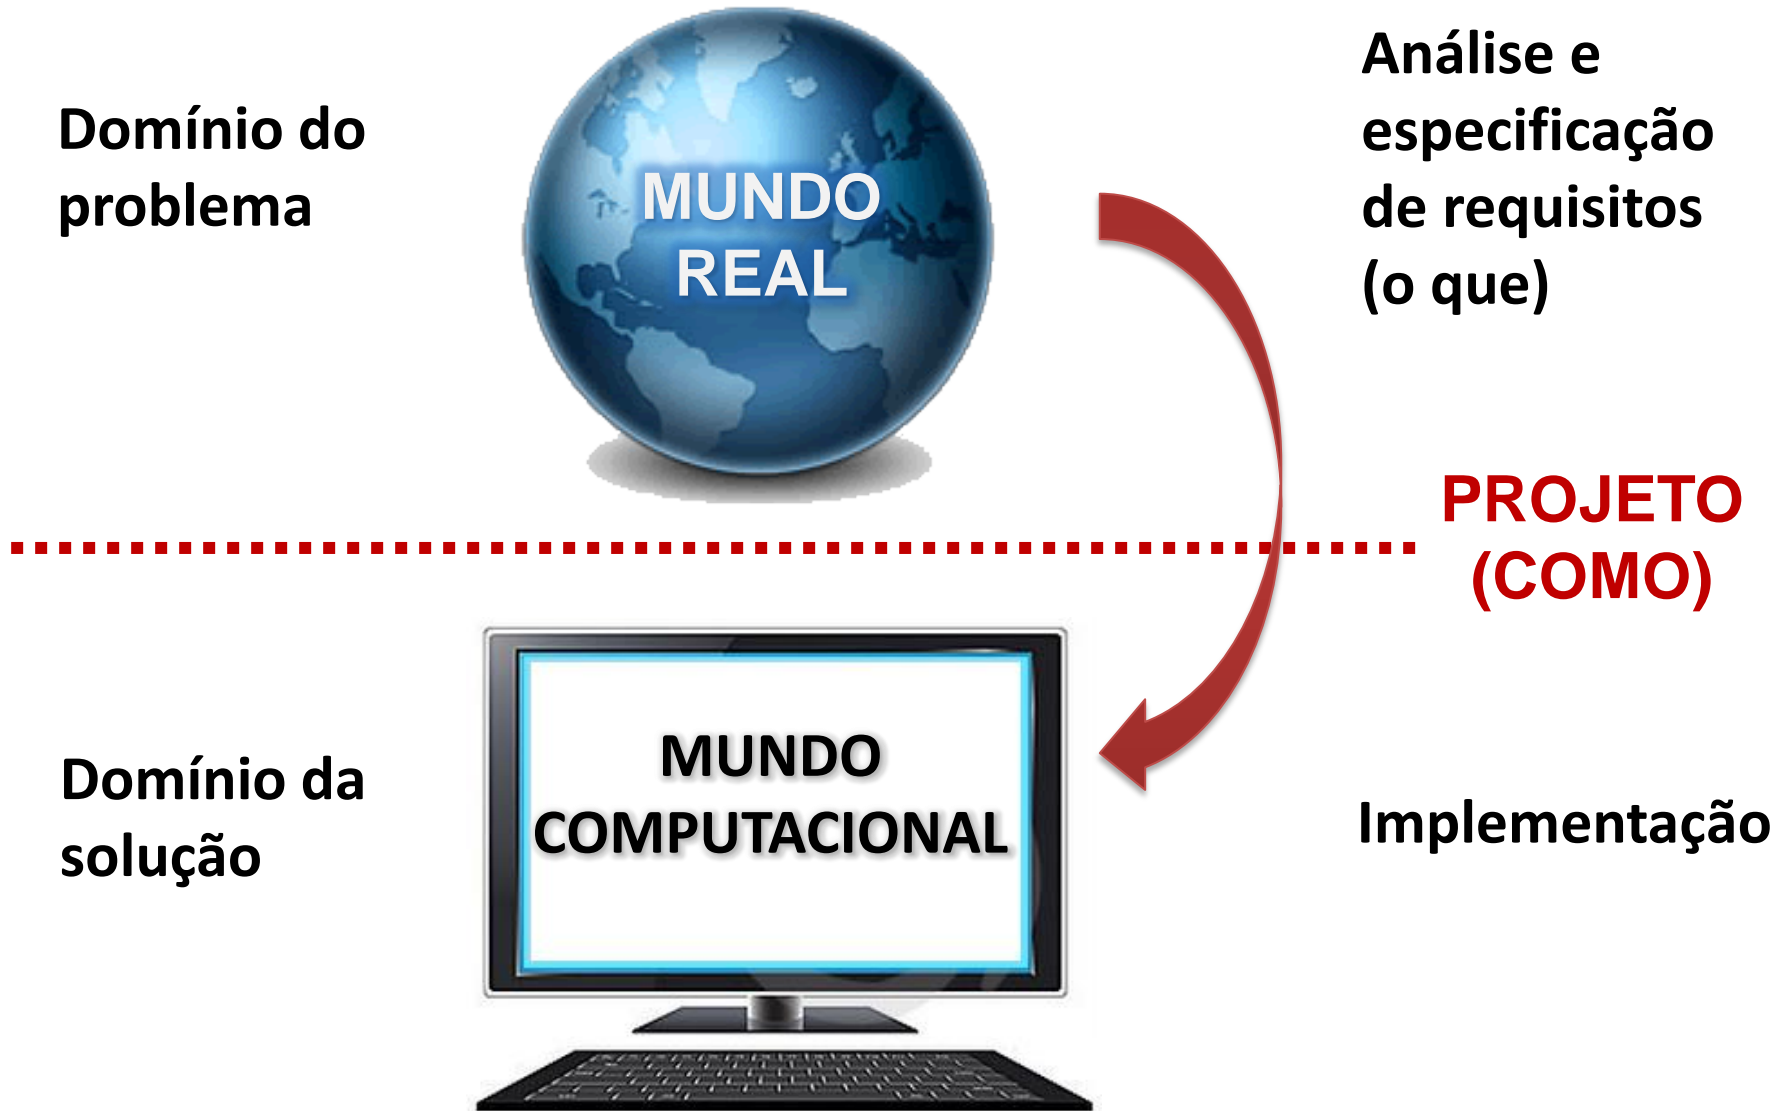 Domínio do
problema
MUNDO
REAL
Análise e
especificação
de requisitos
(o que)
PROJETO
(COMO)
Domínio da
solução
MUNDO
COMPUTACIONAL
Implementação